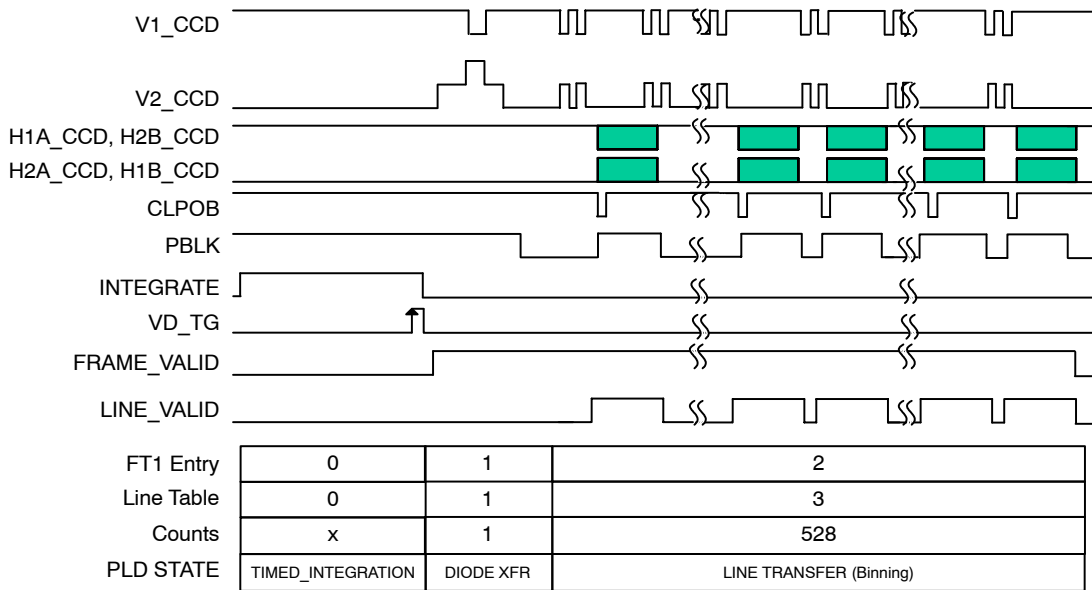 V1_CCD
V2_CCD
H1A_CCD, H2B_CCD
H2A_CCD, H1B_CCD
CLPOB
PBLK
INTEGRATE
VD_TG
FRAME_VALID
LINE_VALID
FT1 Entry 0 1 2
Line Table 0 1 3
Counts x 1 528
PLD STATE TIMED_INTEGRATION DIODE XFR LINE TRANSFER (Binning)